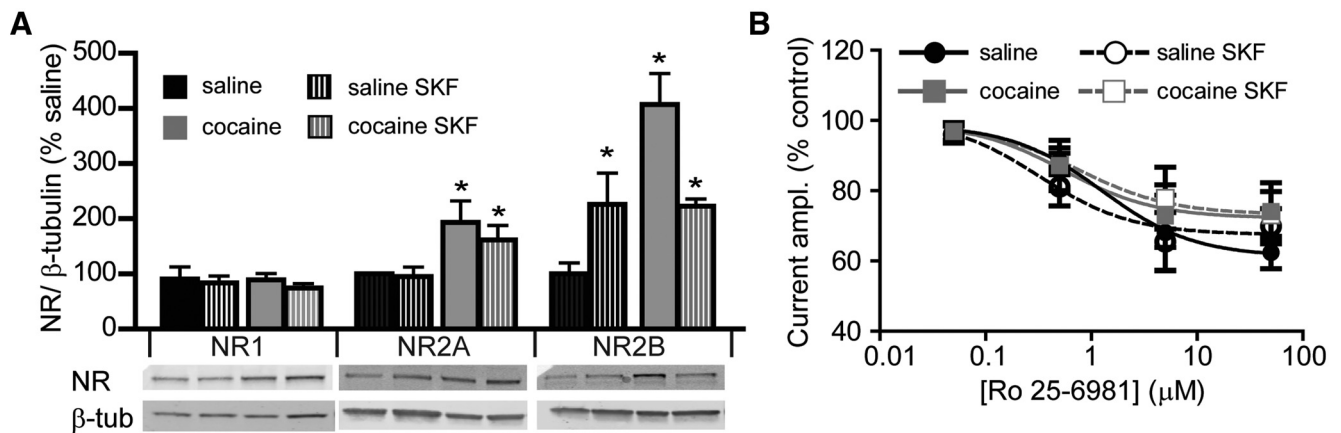 A
NR/ β-tubulin (% saline)
500
400
300
200
100
0
saline
saline SKF
cocaine
cocaine SKF
*
*
*
*
*
NR1
NR2A
NR2B
NR
β-tub
B
Current ampl. (% control)
120
100
80
60
40
saline
saline SKF
cocaine
cocaine SKF
0.01
0.1
1
10
100
[Ro 25-6981] (μM)